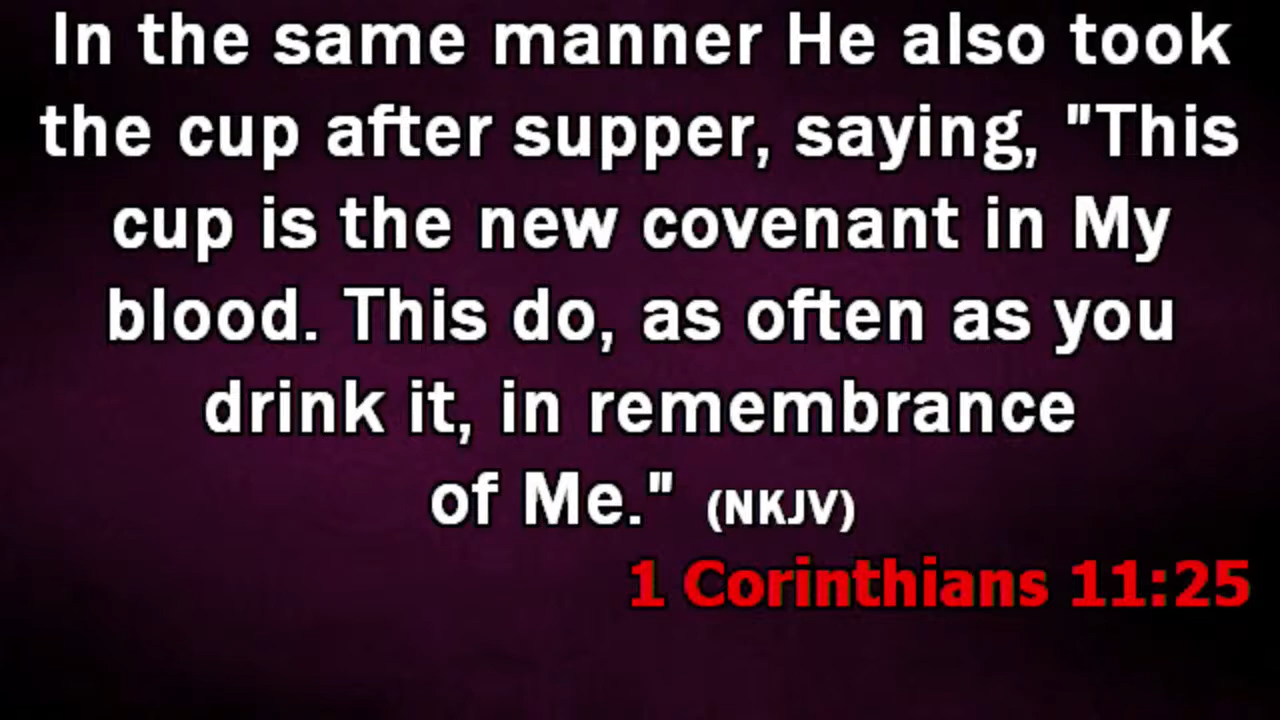 In the same manner He also took
the cup after supper, saying, "This
cup is the new covenant in My
blood. This do, as often as you
drink it, in remembrance
of Me." (NKJV)
1 Corinthians 11:25